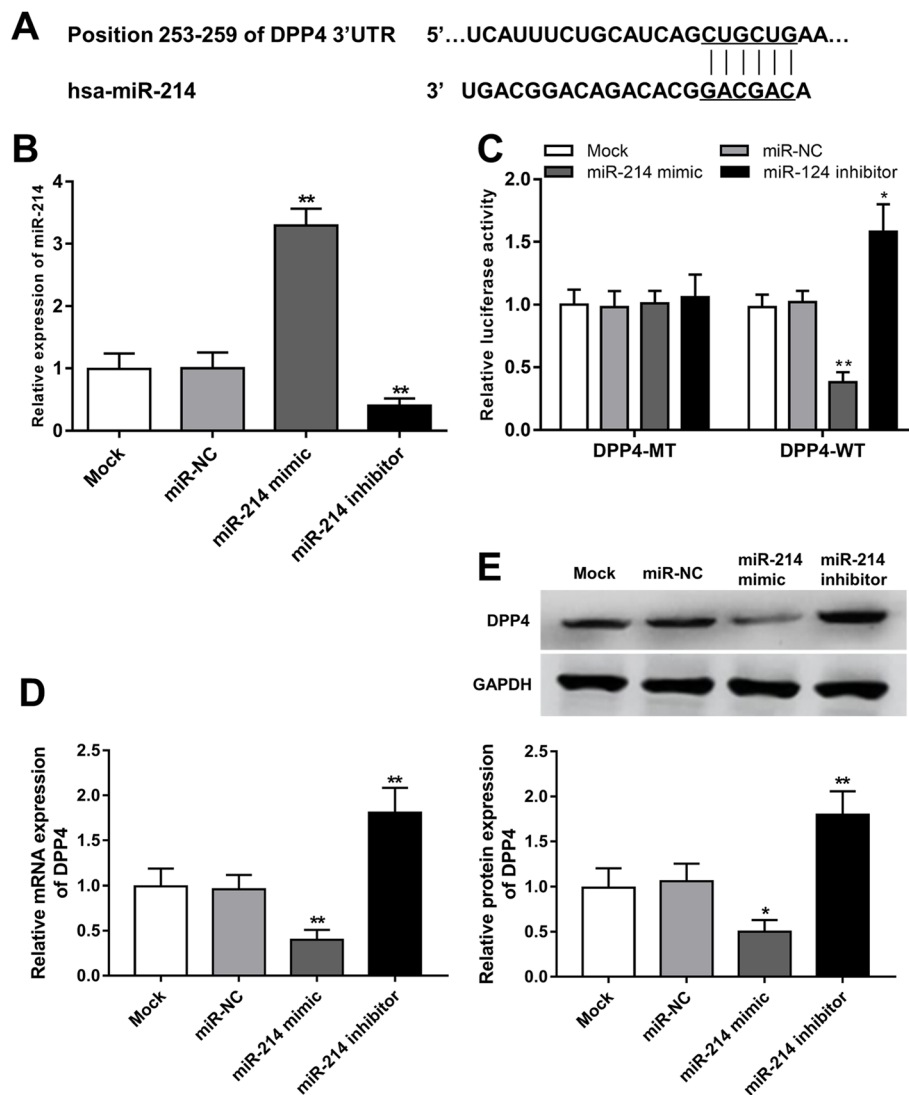 A
Position 253-259 of DPP4 3'UTR 5'...UCAUUUCUGCAUCAGCUGCUGAA...
hsa-miR-214 3' UGACGGACAGACACGGACGACA
B
Relative expression of miR-214
4
3
2
1
0
**
**
Mock
miR-NC
miR-214 mimic
miR-214 inhibitor
C
Mock
miR-NC
miR-214 mimic
miR-124 inhibitor
Relative luciferase activity
2.0
1.5
1.0
0.5
0.0
**
*
DPP4-MT
DPP4-WT
E
Mock
miR-NC
miR-214
mimic
miR-214
inhibitor
DPP4
GAPDH
D
Relative mRNA expression
of DPP4
2.5
2.0
1.5
1.0
0.5
0.0
**
**
Mock
miR-NC
miR-214 mimic
miR-214 inhibitor
Relative protein expression
of DPP4
2.5
2.0
1.5
1.0
0.5
0.0
*
**
Mock
miR-NC
miR-214 mimic
miR-214 inhibitor